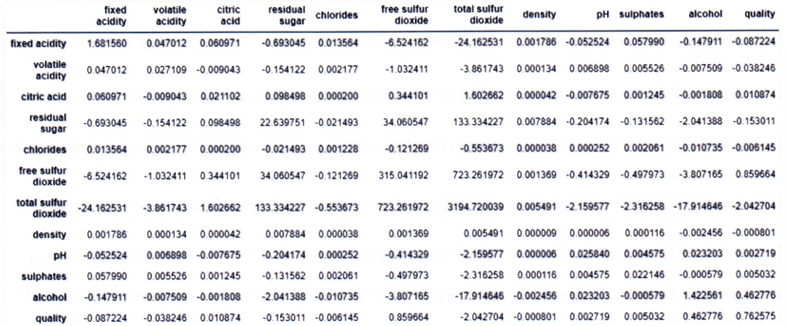 fixed acidity volatile acidity citric acid residual sugar chlorides free sulfur dioxide total sulfur dioxide density pH sulphates alcohol quality
fixed acidity 1.681560 0.047012 0.060971 -0.693045 0.013564 -6.524162 -24.162531 0.001786 -0.052524 0.057990 -0.147911 -0.087224
volatile acidity 0.047012 0.027109 -0.009043 -0.154122 0.002177 -1.032411 -3.861743 0.000134 0.006898 0.005526 -0.007509 -0.038246
citric acid 0.060971 -0.009043 0.021102 0.098498 0.000200 0.344101 1.602662 0.000042 -0.007675 0.001245 -0.001808 0.010874
residual sugar -0.693045 -0.154122 0.098498 22.639751 -0.021493 34.060547 133.334227 0.007884 -0.204174 -0.131562 -2.041388 -0.153011
chlorides 0.013564 0.002177 0.000200 -0.021493 0.001228 -0.121269 -0.553673 0.000038 0.000252 0.002061 -0.010735 -0.006145
free sulfur dioxide -6.524162 -1.032411 0.344101 34.060547 -0.121269 315.041192 723.261972 0.001369 -0.414329 -0.497973 -3.807165 0.859664
total sulfur dioxide -24.162531 -3.861743 1.602662 133.334227 -0.553673 723.261972 3194.720039 0.005491 -2.159577 -2.316258 -17.914646 -2.042704
density 0.001786 0.000134 0.000042 0.007884 0.000038 0.001369 0.005491 0.000009 0.000006 0.000116 -0.002456 -0.000801
pH -0.052524 0.006898 -0.007675 -0.204174 0.000252 -0.414329 -2.159577 0.000006 0.025840 0.004575 0.023203 0.002719
sulphates 0.057990 0.005526 0.001245 -0.131562 0.002061 -0.497973 -2.316258 0.000116 0.004575 0.022146 -0.000579 0.005032
alcohol -0.147911 -0.007509 -0.001808 -2.041388 -0.010735 -3.807165 -17.914646 -0.002456 0.023203 -0.000579 1.422561 0.462776
quality -0.087224 -0.038246 0.010874 -0.153011 -0.006145 0.859664 -2.042704 -0.000801 0.002719 0.005032 0.462776 0.762575